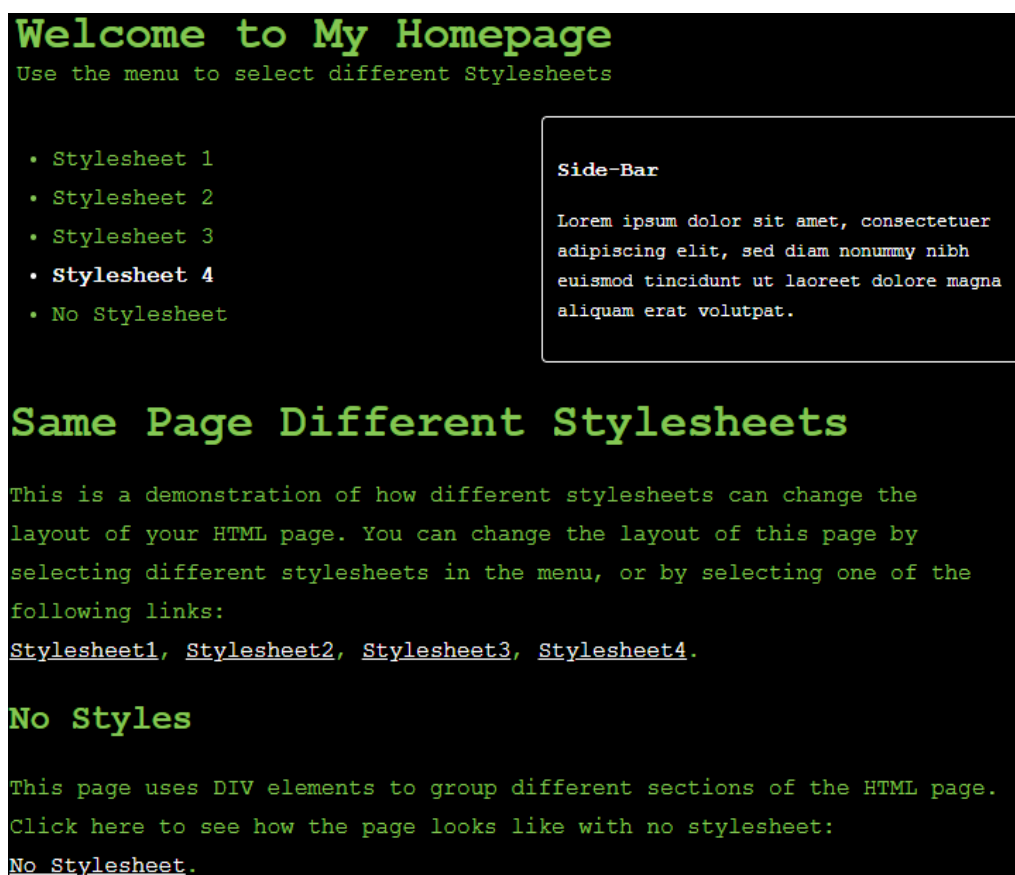 Welcome to My Homepage
Use the menu to select different Stylesheets
• Stylesheet 1
• Stylesheet 2
• Stylesheet 3
• Stylesheet 4
• No Stylesheet
Side-Bar
Lorem ipsum dolor sit amet, consectetuer
adipiscing elit, sed diam nonummy nibh
euismod tincidunt ut laoreet dolore magna
aliquam erat volutpat.
Same Page Different Stylesheets
This is a demonstration of how different stylesheets can change the
layout of your HTML page. You can change the layout of this page by
selecting different stylesheets in the menu, or by selecting one of the
following links:
Stylesheet1, Stylesheet2, Stylesheet3, Stylesheet4.
No Styles
This page uses DIV elements to group different sections of the HTML page.
Click here to see how the page looks like with no stylesheet:
No Stylesheet.